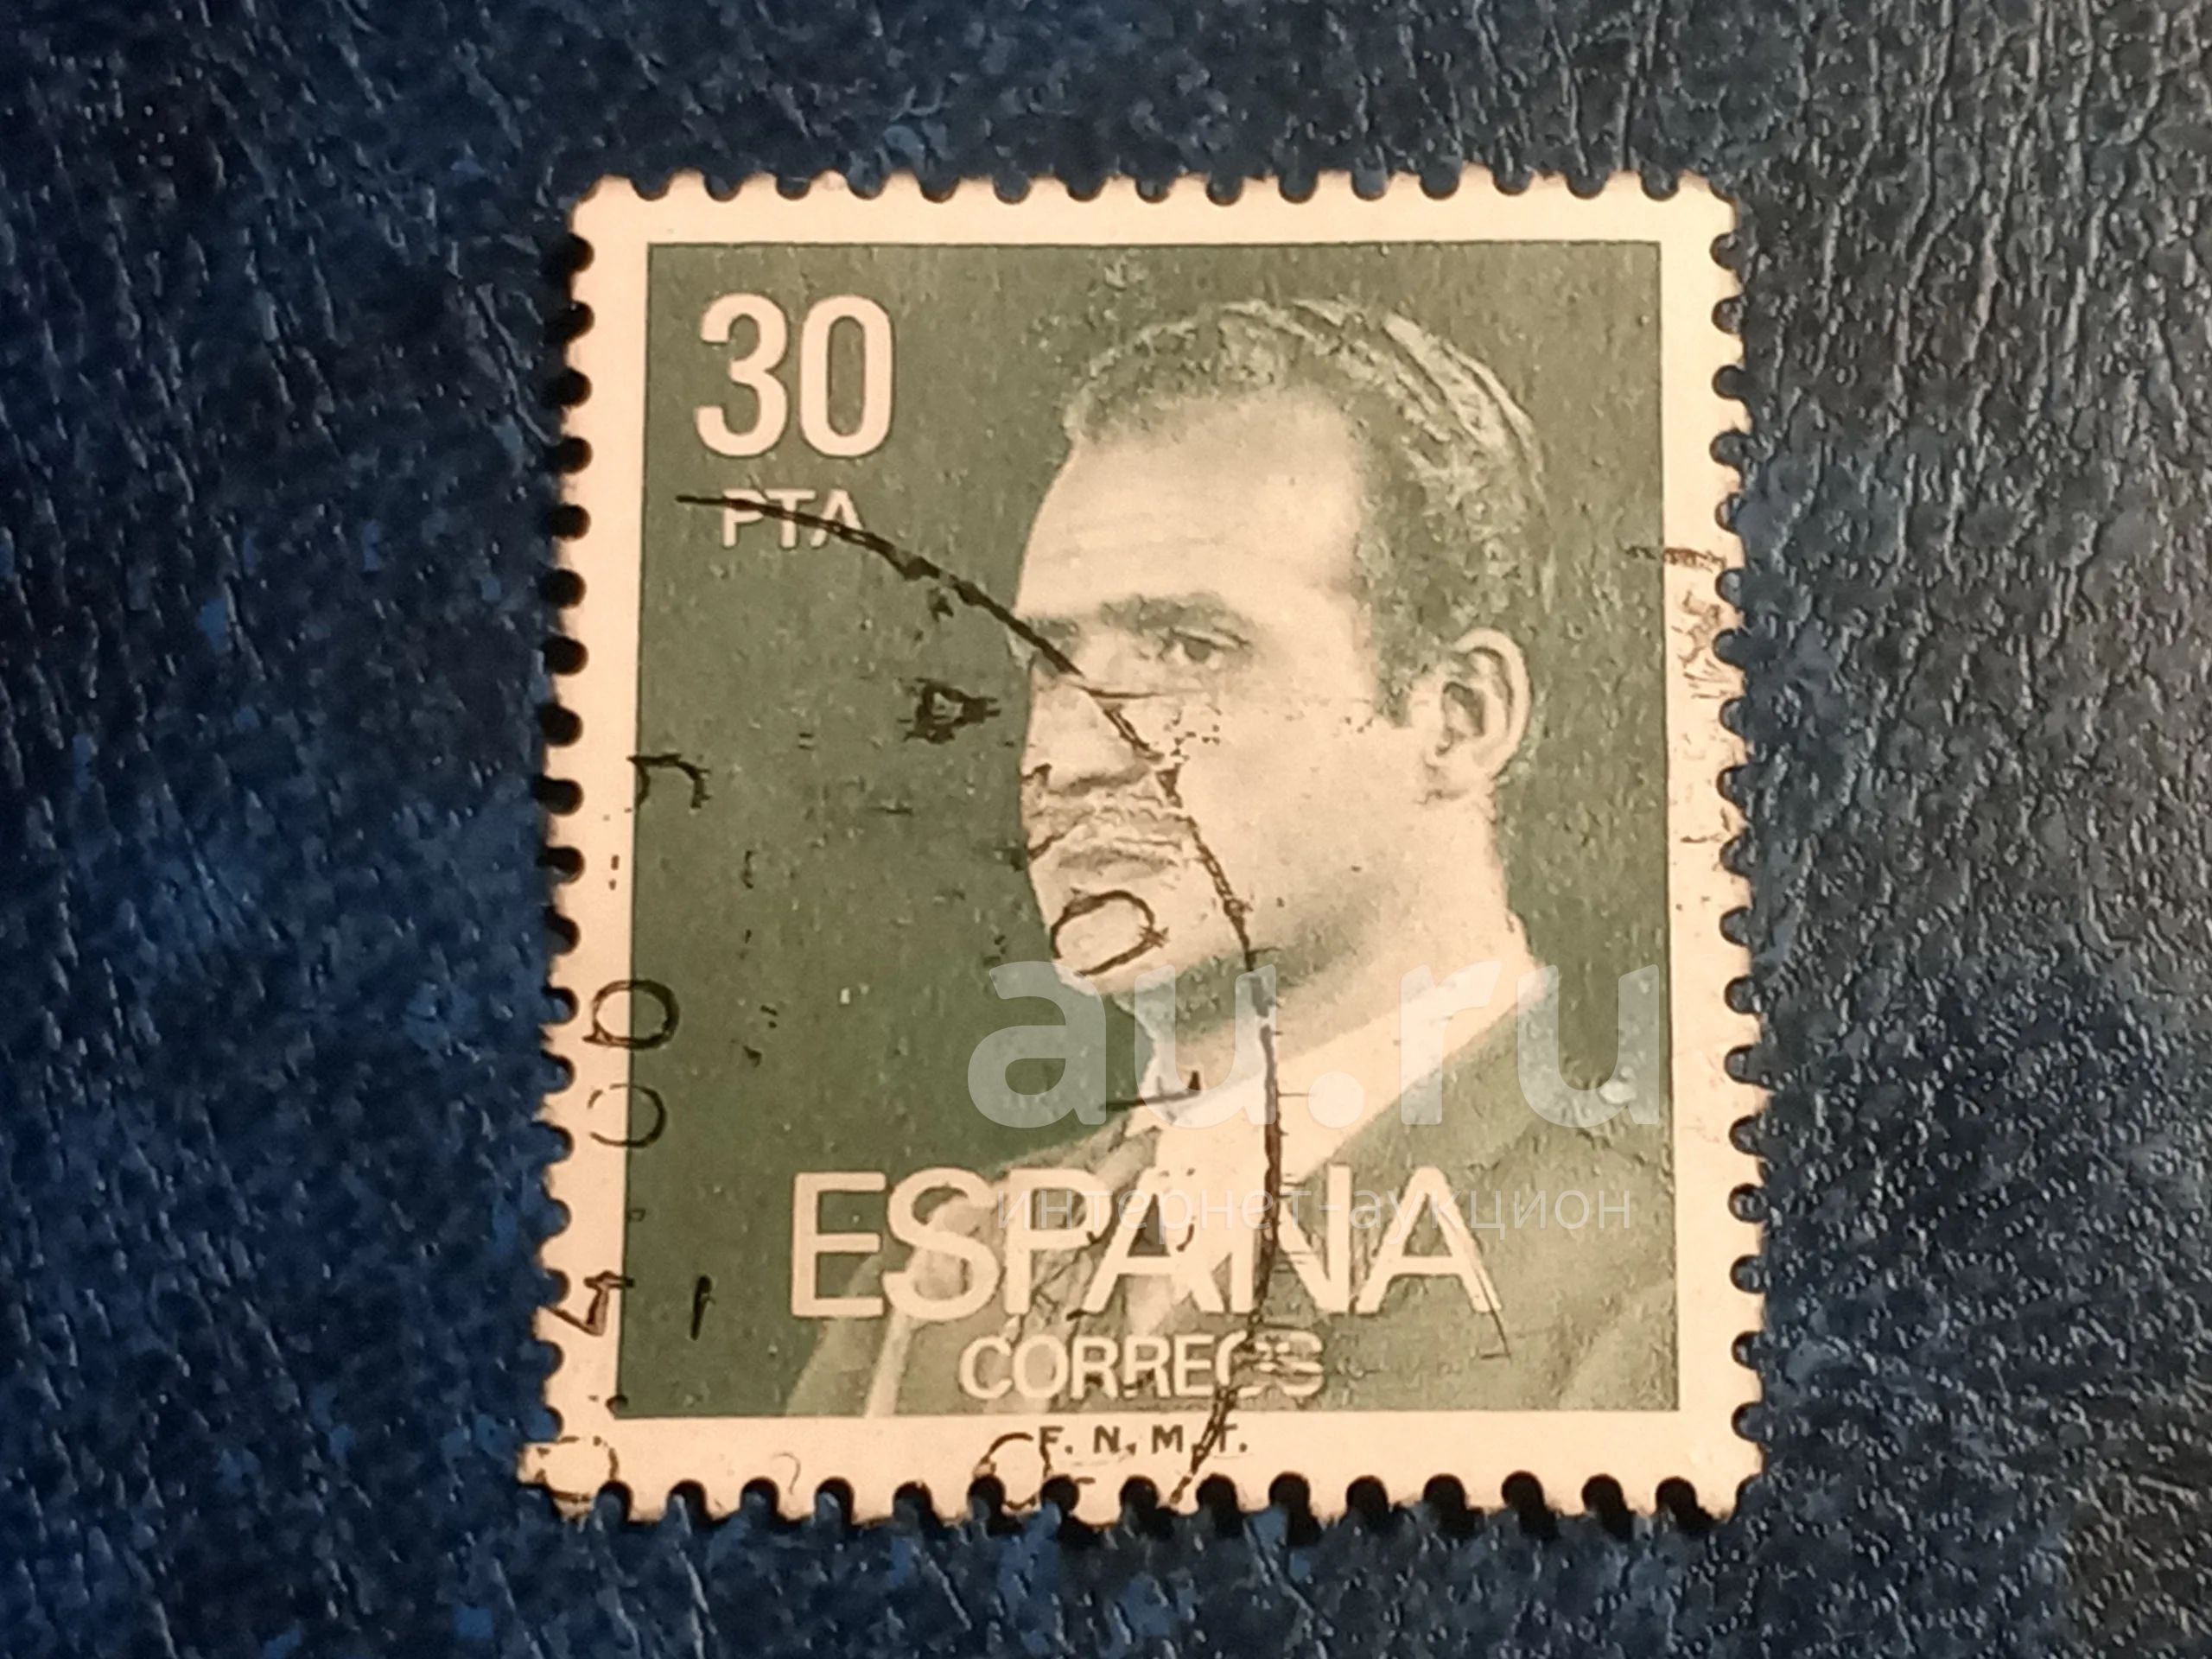 30
PTA
au.ru
ESPAÑA
интернет-аукцион
CORREOS
F.N.M.T.